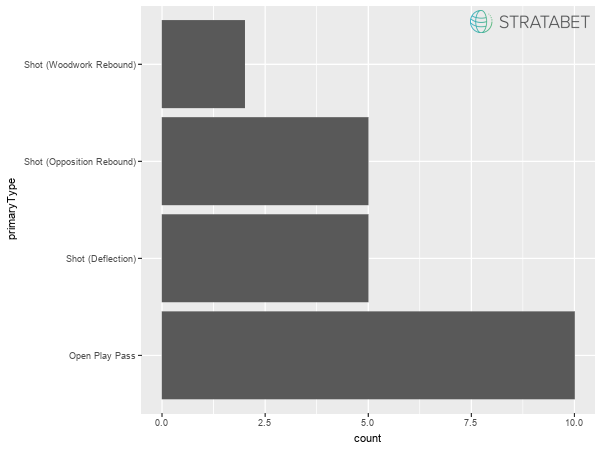 STRATABET
Shot (Woodwork Rebound)
Shot (Opposition Rebound)
Shot (Deflection)
Open Play Pass
primaryType
0.0 2.5 5.0 7.5 10.0
count